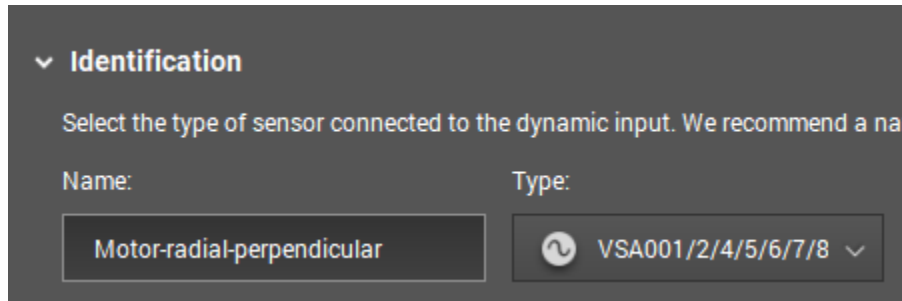 Identification
Select the type of sensor connected to the dynamic input. We recommend a na
Name:
Type:
Motor-radial-perpendicular
VSA001/2/4/5/6/7/8